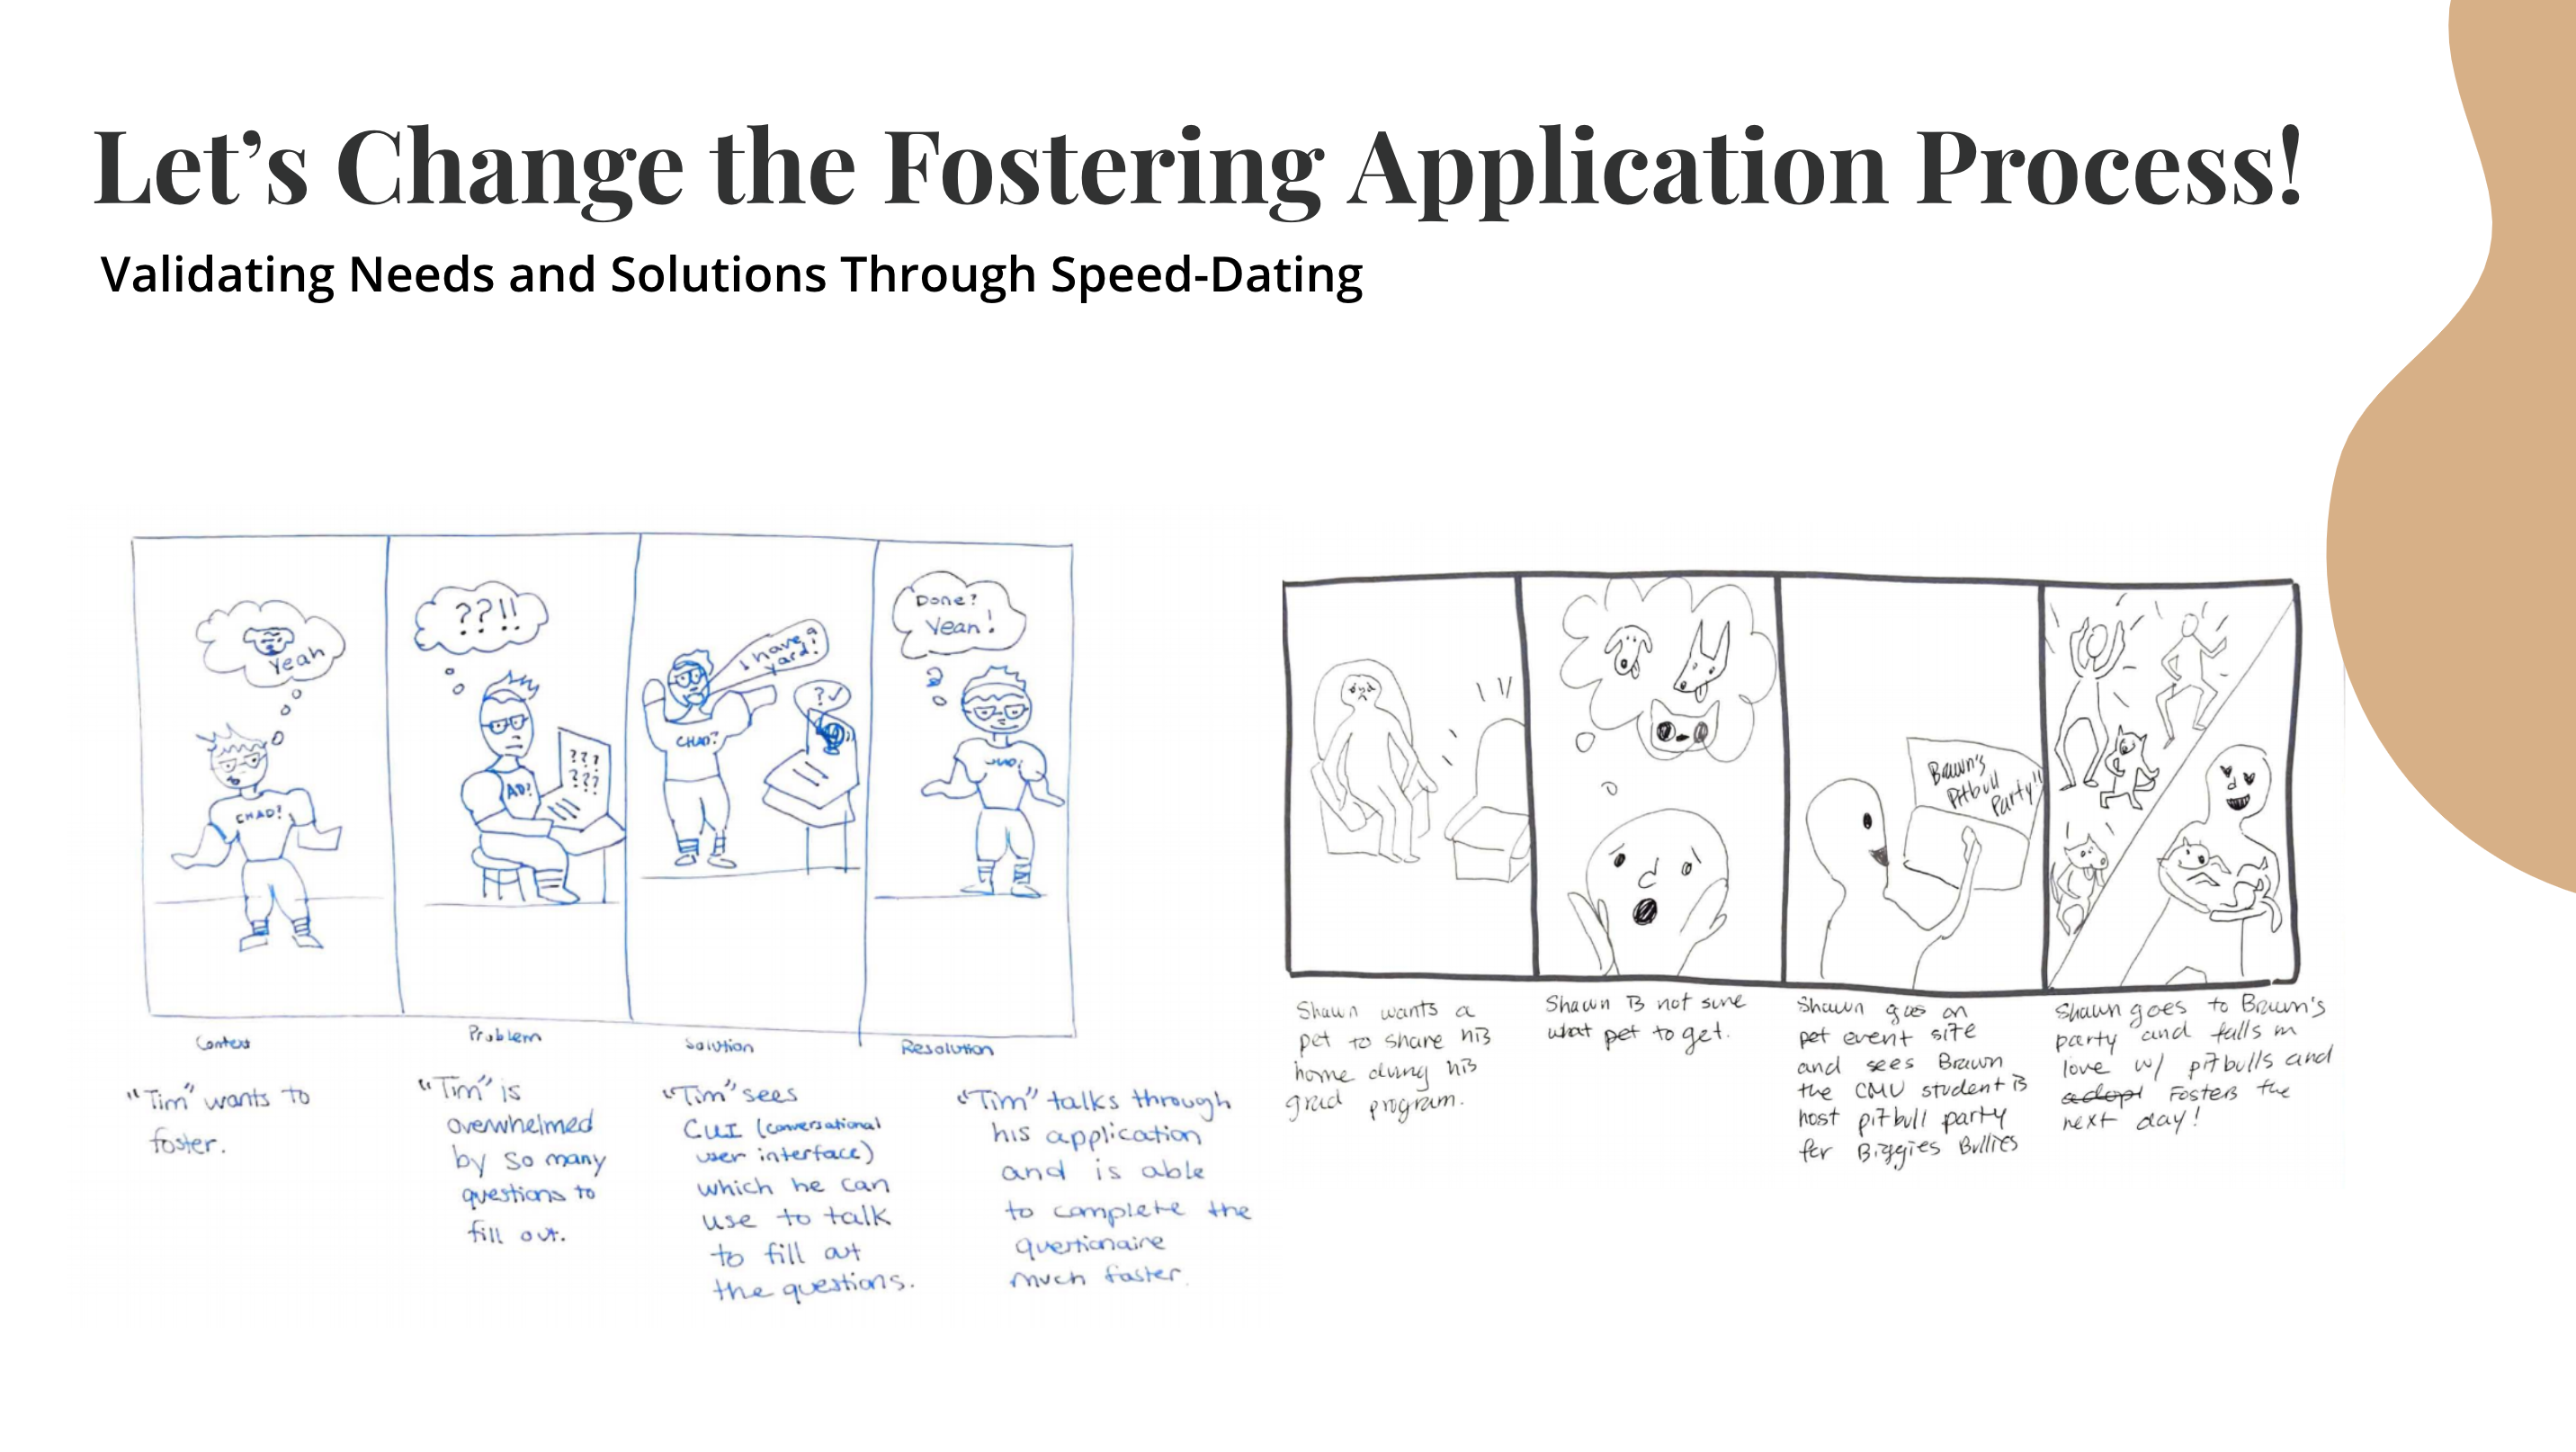 Let’s Change the Fostering Application Process!
Validating Needs and Solutions Through Speed-Dating
Yeah
CHAD!
??!!
???
???
AD!
I have a
yard!
?✓
CHAD?
Done?
Yeah!
Context
Problem
Solution
Resolution
"Tim" wants to
foster.
"Tim" is
overwhelmed
by so many
questions to
fill out.
"Tim" sees
CUI (conversational
user interface)
which he can
use to talk
to fill out
the questions.
"Tim" talks through
his application
and is able
to complete the
questionaire
much faster.
Brawn's
Pitbull
Party!!
Shawn wants a
pet to share his
home during his
grad program.
Shawn is not sure
what pet to get.
Shawn goes on
pet event site
and sees Brawn
the CMU student is
host pitbull party
for Biggies Bullies
Shawn goes to Brawn's
party and falls in
love w/ pitbulls and
adopt Fosters the
next day!